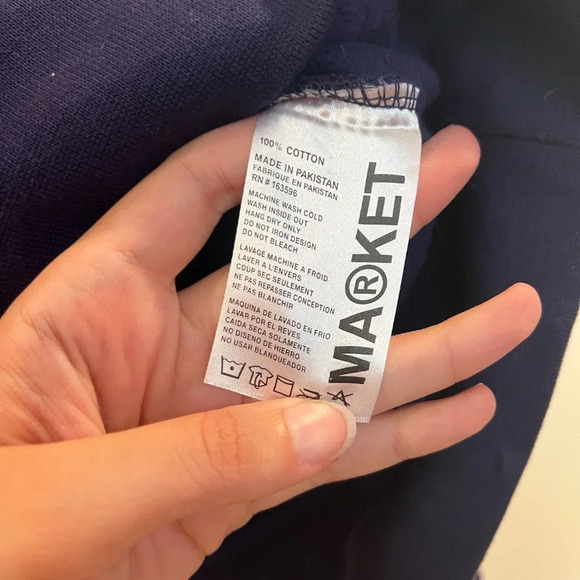 100% COTTON
MADE IN PAKISTAN
FABRIQUE EN PAKISTAN
RN # 163596
MACHINE WASH COLD
WASH INSIDE OUT
HANG DRY ONLY
DO NOT IRON DESIGN
DO NOT BLEACH
LAVAGE MACHINE A FROID
LAVER A L'ENVERS
COUP SEC SEULEMENT
NE PAS REPASSER CONCEPTION
NE PAS BLANCHIR
MAQUINA DE LAVADO EN FRIO
LAVAR POR EL REVES
CAIDA SECA SOLAMENTE
NO DISENO DE HIERRO
NO USAR BLANQUEADOR
MA®KET